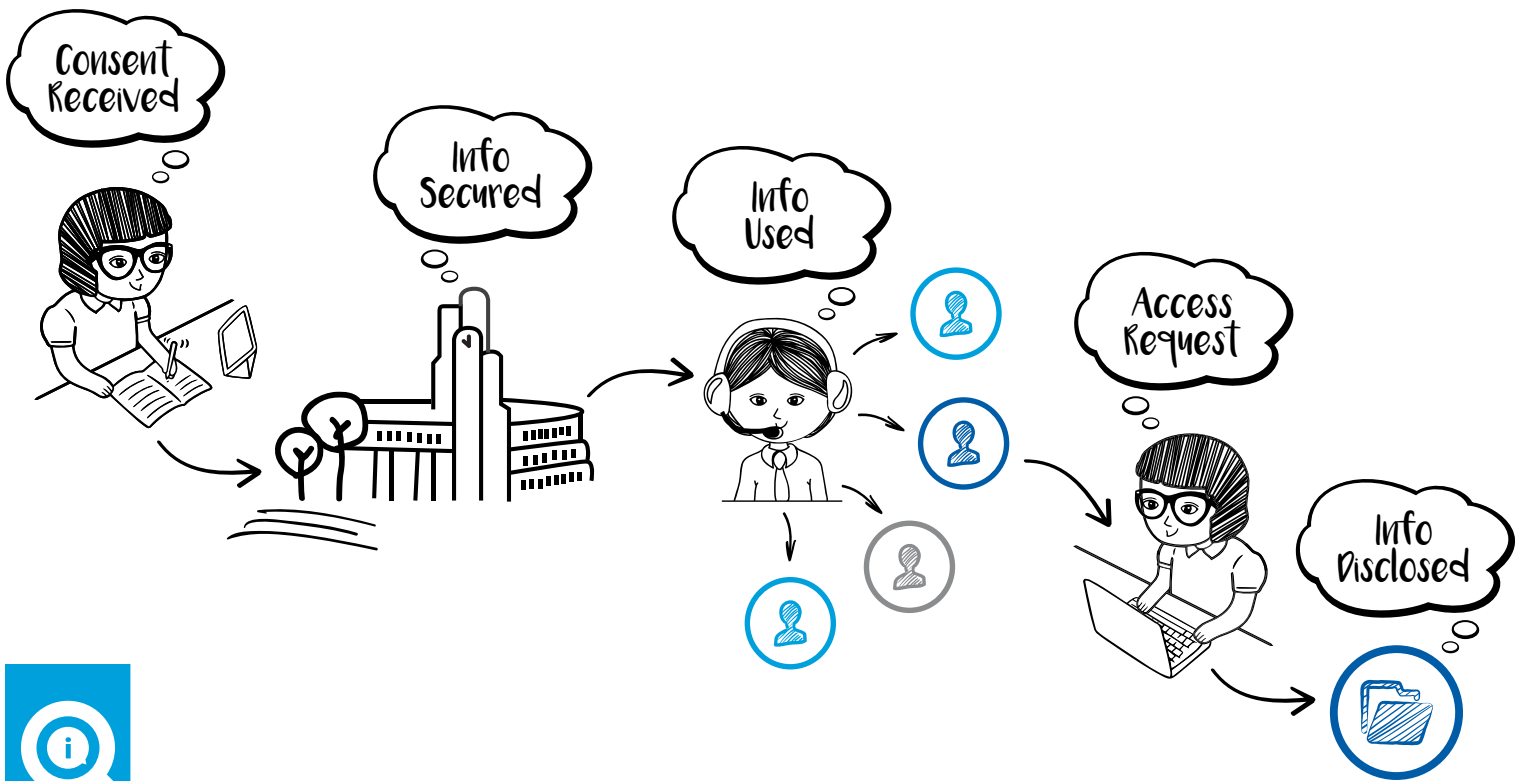 Consent
Received
Info
Secured
Info
Used
Access
Request
Info
Disclosed
i